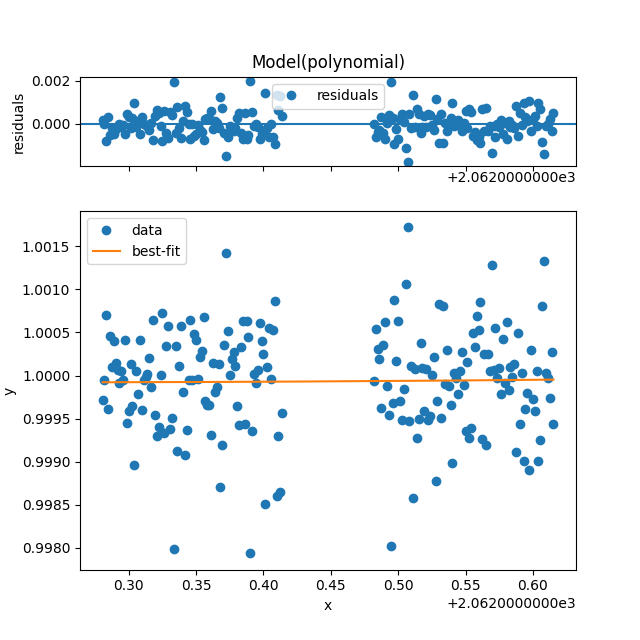 Model(polynomial)
0.002
0.000
residuals
residuals
+2.0620000000e3
data
best-fit
1.0015
1.0010
1.0005
1.0000
0.9995
0.9990
0.9985
0.9980
y
0.30 0.35 0.40 0.45 0.50 0.55 0.60
x
+2.0620000000e3